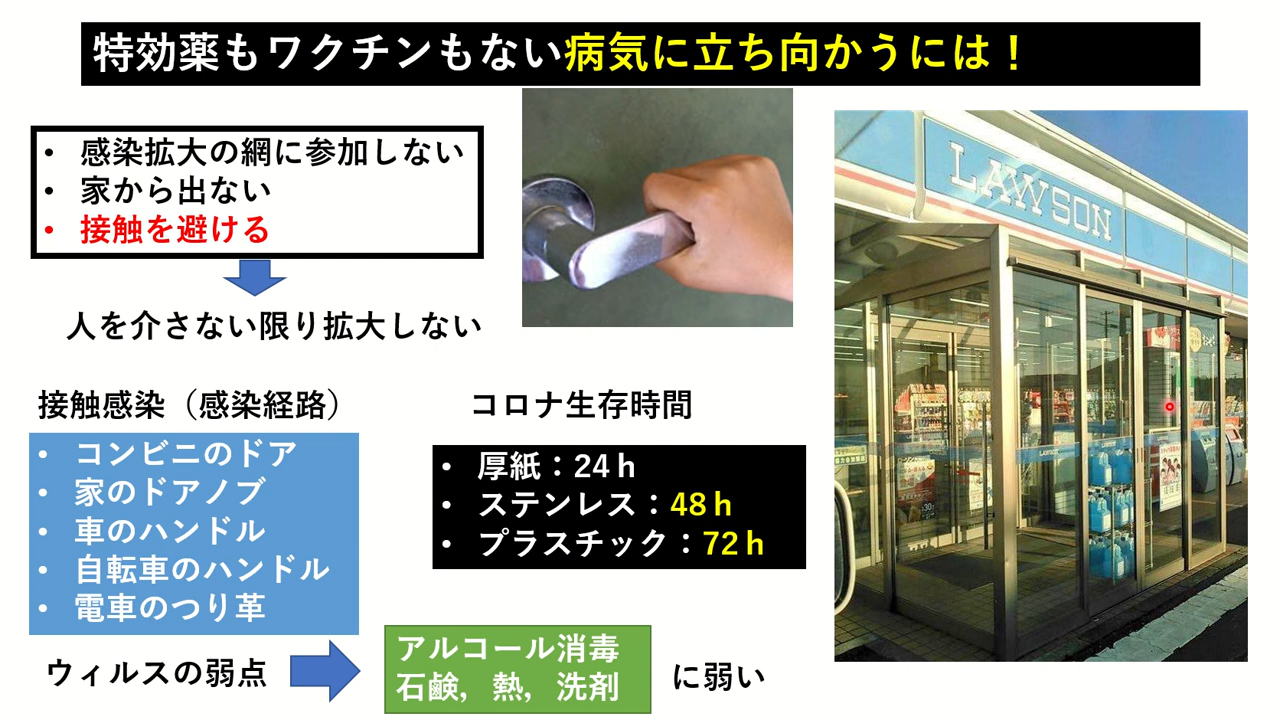 特効薬もワクチンもない病気に立ち向かうには！
• 感染拡大の網に参加しない
• 家から出ない
• 接触を避ける
人を介さない限り拡大しない
LAWSON
接触感染（感染経路）
• コンビニのドア
• 家のドアノブ
• 車のハンドル
• 自転車のハンドル
• 電車のつり革
コロナ生存時間
• 厚紙：24ｈ
• ステンレス：48ｈ
• プラスチック：72ｈ
LAWSON
ウィルスの弱点
アルコール消毒
石鹸，熱，洗剤
に弱い